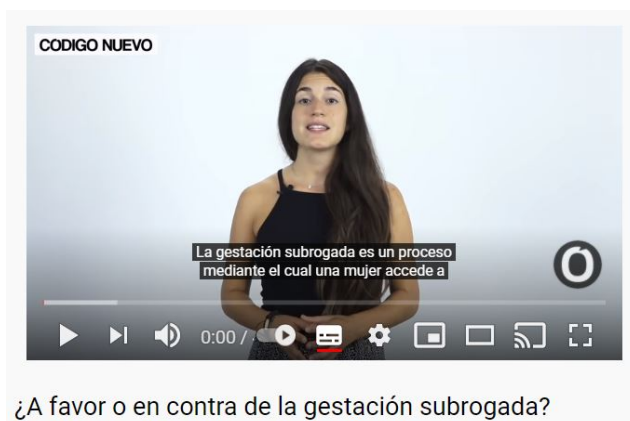 CODIGO NUEVO
La gestación subrogada es un proceso
mediante el cual una mujer accede a
0:00 /
¿A favor o en contra de la gestación subrogada?